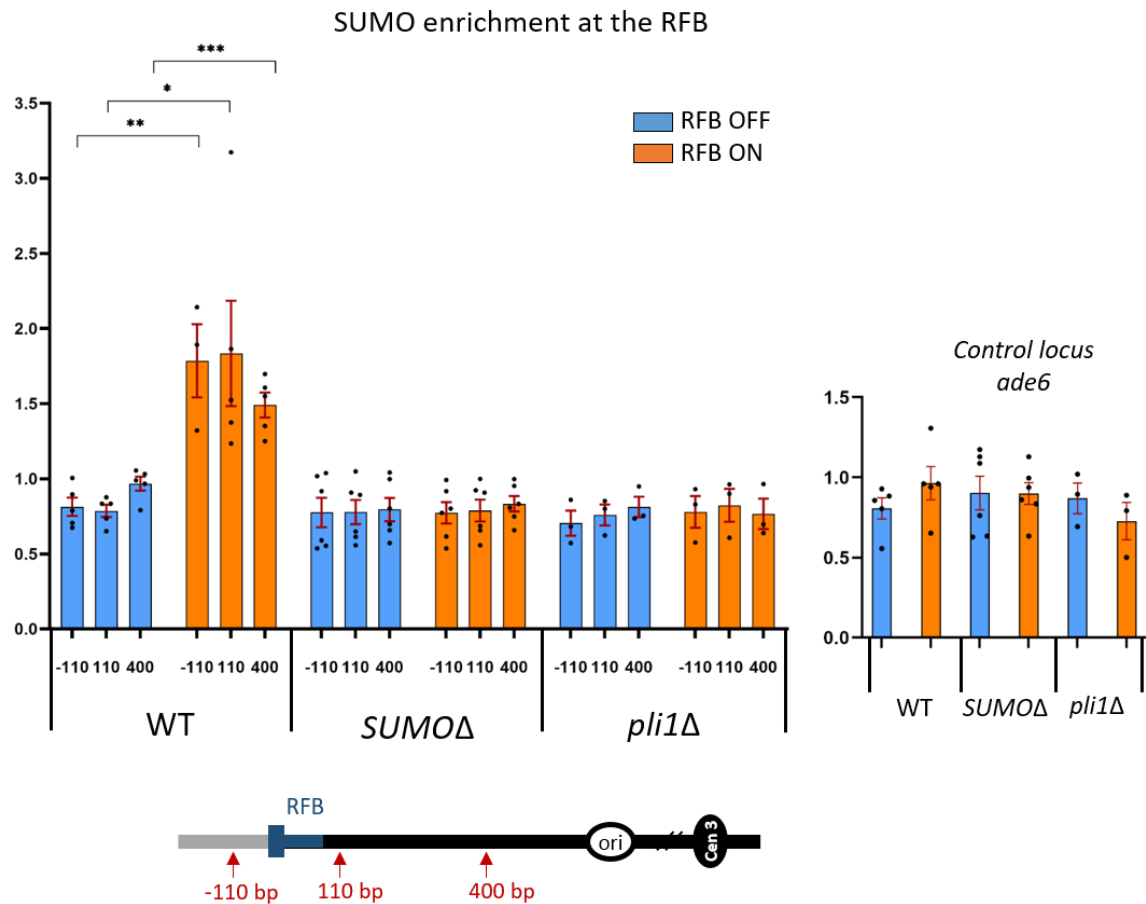 SUMO enrichment at the RFB
***
*
**
3.5
3.0
2.5
2.0
1.5
1.0
0.5
0.0
RFB OFF
RFB ON
-110 110 400 -110 110 400 -110 110 400 -110 110 400 -110 110 400 -110 110 400
WT SUMOΔ pli1Δ
Control locus
ade6
1.5
1.0
0.5
0.0
WT SUMOΔ pli1Δ
RFB
ori // Cen 3
-110 bp 110 bp 400 bp